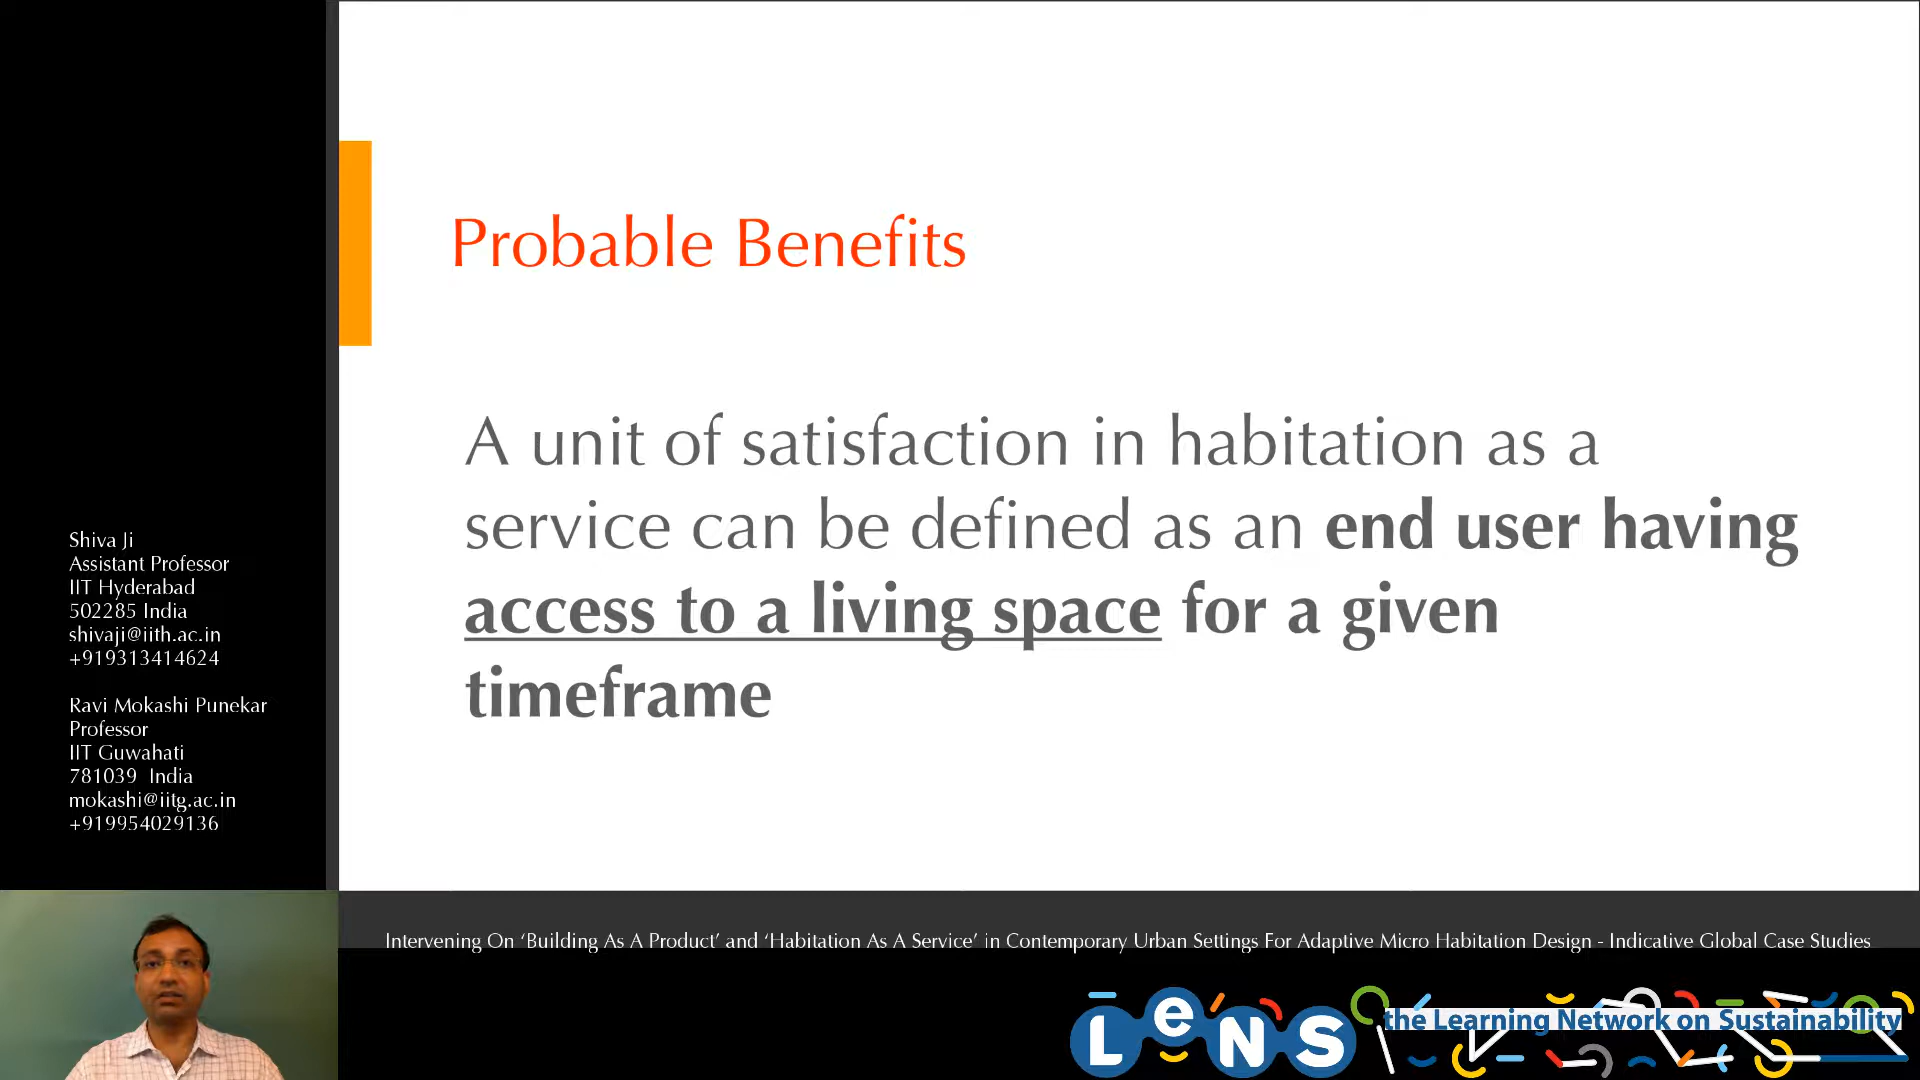 Probable Benefits
A unit of satisfaction in habitation as a
service can be defined as an end user having
access to a living space for a given
timeframe
Shiva Ji
Assistant Professor
IIT Hyderabad
502285 India
shivaji@iith.ac.in
+919313414624
Ravi Mokashi Punekar
Professor
IIT Guwahati
781039  India
mokashi@iitg.ac.in
+919954029136
Intervening On ‘Building As A Product’ and ‘Habitation As A Service’ in Contemporary Urban Settings For Adaptive Micro Habitation Design - Indicative Global Case Studies
LeNS
the Learning Network on Sustainability